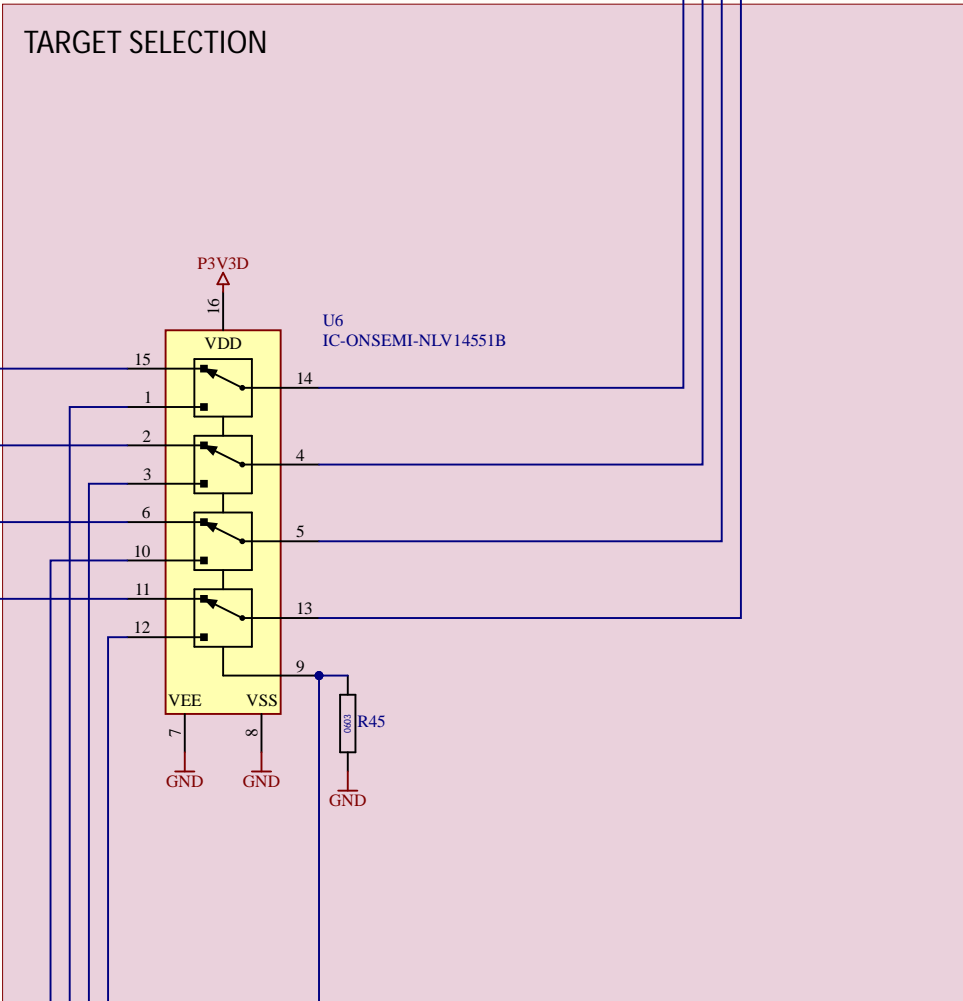 TARGET SELECTION
P3V3D
16
U6
IC-ONSEMI-NLV14551B
VDD
15
14
1
2
4
3
6
5
10
11
13
12
9
VEE
VSS
0603
R45
7
8
GND
GND
GND